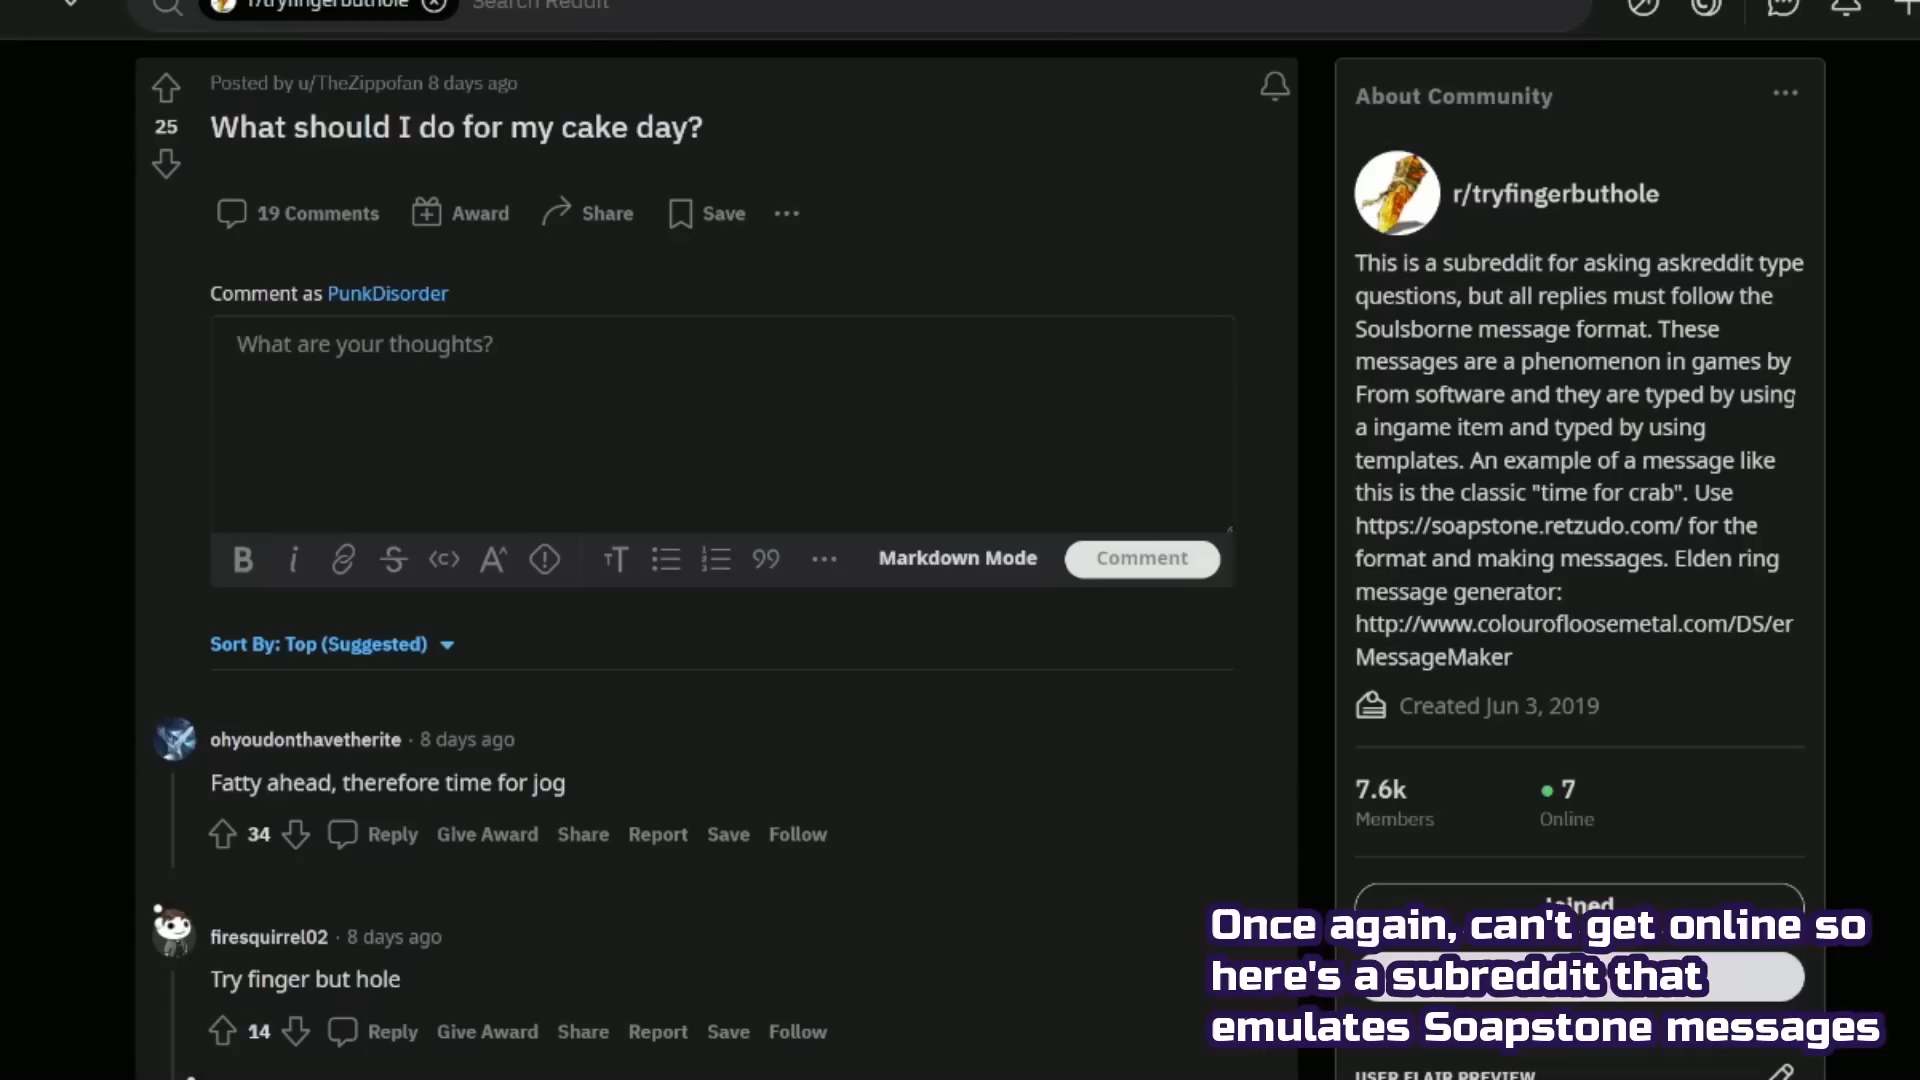 r/tryfingerbuthole
Search Reddit
Posted by u/TheZippofan 8 days ago
25
What should I do for my cake day?
19 Comments
Award
Share
Save
Comment as PunkDisorder
What are your thoughts?
Markdown Mode
Comment
Sort By: Top (Suggested)
ohyoudonthavetherite · 8 days ago
Fatty ahead, therefore time for jog
34
Reply
Give Award
Share
Report
Save
Follow
firesquirrel02 · 8 days ago
Try finger but hole
14
Reply
Give Award
Share
Report
Save
Follow
About Community
r/tryfingerbuthole
This is a subreddit for asking askreddit type
questions, but all replies must follow the
Soulsborne message format. These
messages are a phenomenon in games by
From software and they are typed by using
a ingame item and typed by using
templates. An example of a message like
this is the classic "time for crab". Use
https://soapstone.retzudo.com/ for the
format and making messages. Elden ring
message generator:
http://www.colourofloosemetal.com/DS/er
MessageMaker
Created Jun 3, 2019
7.6k
Members
7
Online
Joined
Once again, can't get online so
here's a subreddit that
emulates Soapstone messages
USER FLAIR PREVIEW